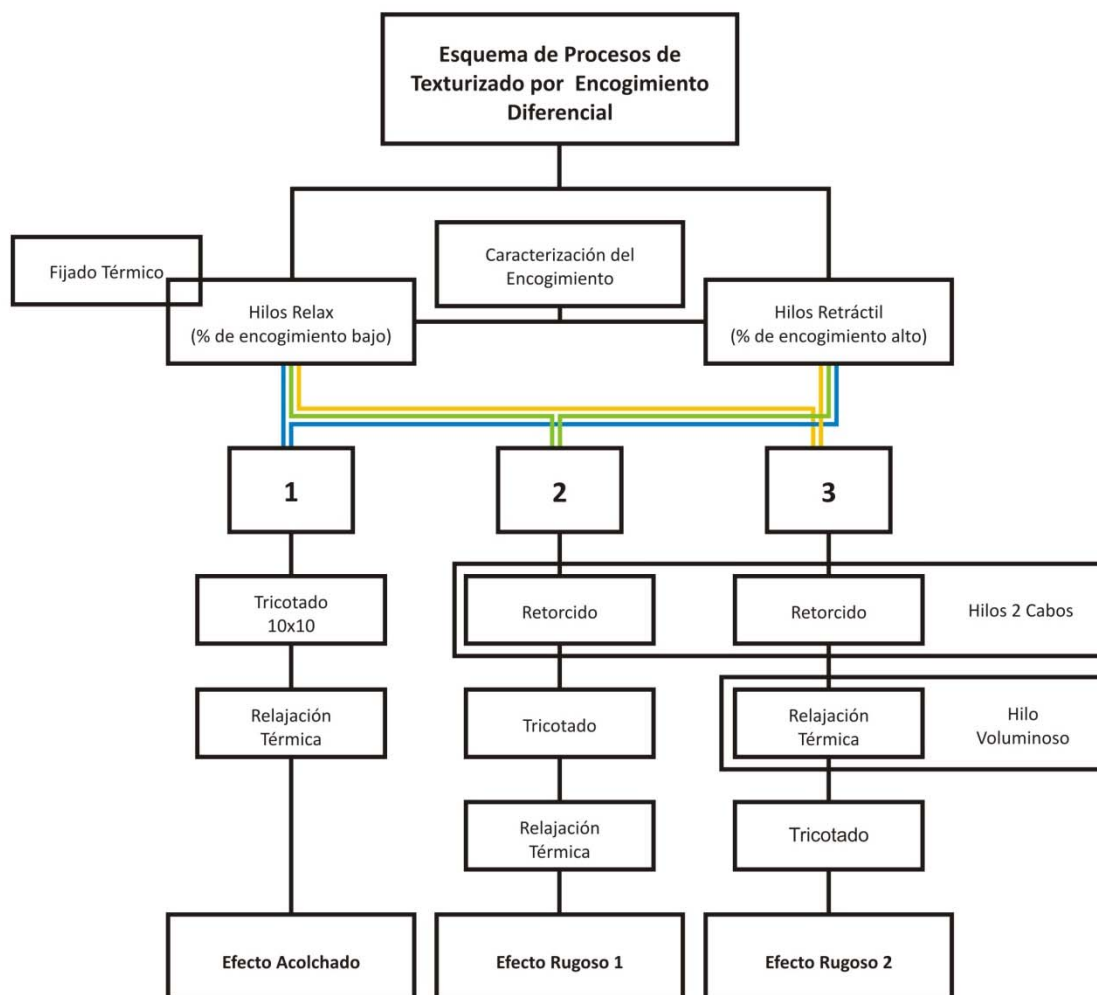 Esquema de Procesos de
Texturizado por Encogimiento
Diferencial
Fijado Térmico
Caracterización del
Encogimiento
Hilos Relax
(% de encogimiento bajo)
Hilos Retráctil
(% de encogimiento alto)
1
2
3
Tricotado
10x10
Retorcido
Retorcido
Hilos 2 Cabos
Relajación
Térmica
Tricotado
Relajación
Térmica
Hilo
Voluminoso
Relajación
Térmica
Tricotado
Efecto Acolchado
Efecto Rugoso 1
Efecto Rugoso 2